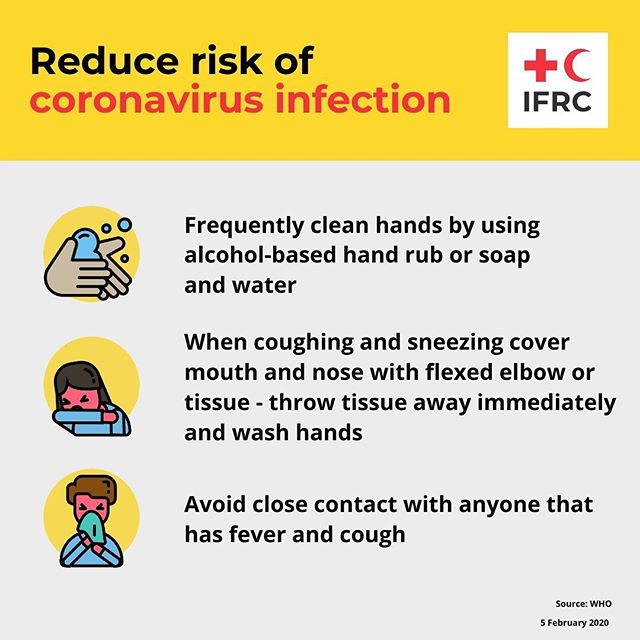 Reduce risk of
coronavirus infection
IFRC
Frequently clean hands by using
alcohol-based hand rub or soap
and water
When coughing and sneezing cover
mouth and nose with flexed elbow or
tissue - throw tissue away immediately
and wash hands
Avoid close contact with anyone that
has fever and cough
Source: WHO
5 February 2020